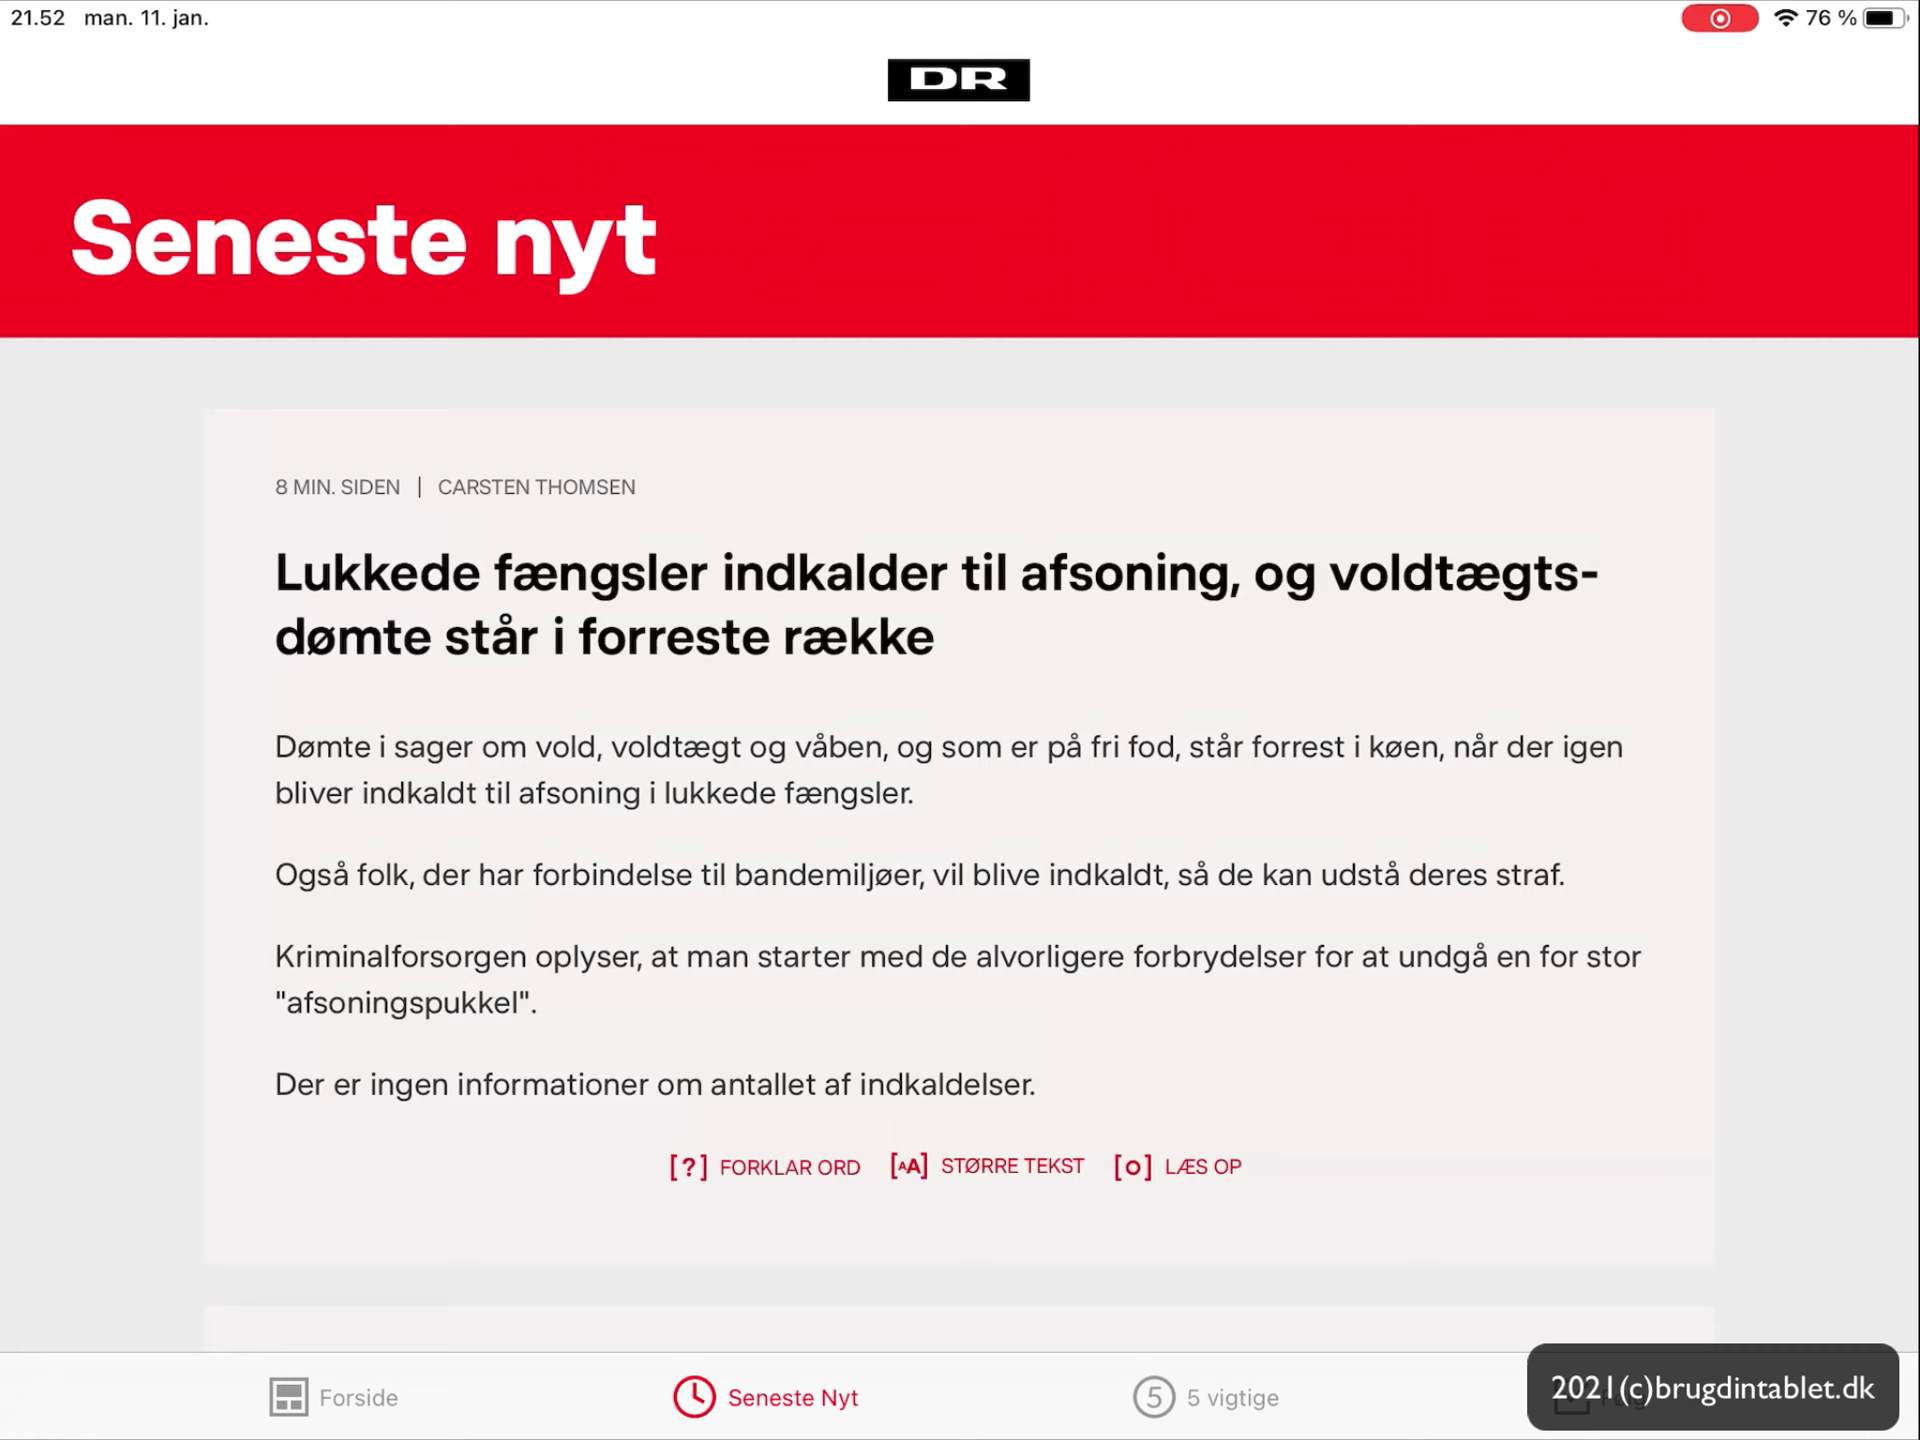 21.52 man. 11. jan.
76 %
DR
Seneste nyt
8 MIN. SIDEN | CARSTEN THOMSEN
Lukkede fængsler indkalder til afsoning, og voldtægts-
dømte står i forreste række
Dømte i sager om vold, voldtægt og våben, og som er på fri fod, står forrest i køen, når der igen
bliver indkaldt til afsoning i lukkede fængsler.
Også folk, der har forbindelse til bandemiljøer, vil blive indkaldt, så de kan udstå deres straf.
Kriminalforsorgen oplyser, at man starter med de alvorligere forbrydelser for at undgå en for stor
"afsoningspukkel".
Der er ingen informationer om antallet af indkaldelser.
[?] FORKLAR ORD [AA] STØRRE TEKST [o] LÆS OP
Forside
Seneste Nyt
5 5 vigtige
2021(c)brugdintablet.dk